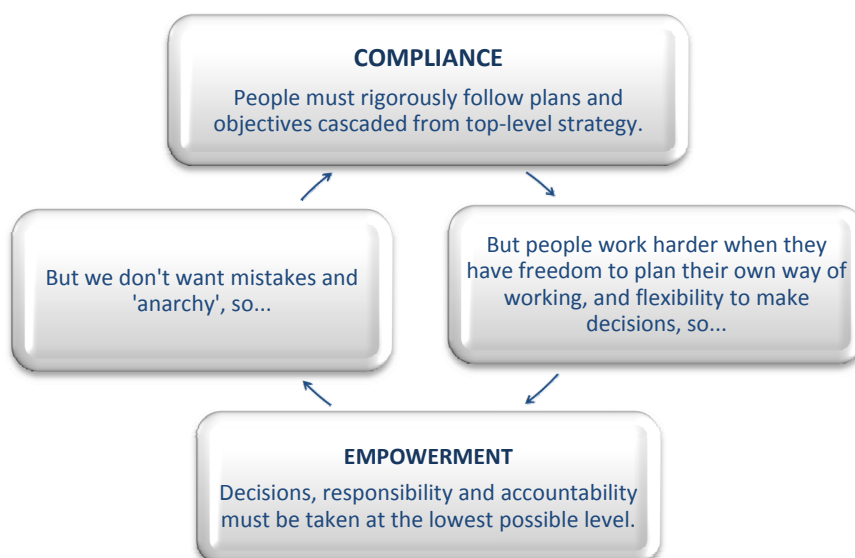 COMPLIANCE
People must rigorously follow plans and
objectives cascaded from top-level strategy.
But people work harder when they
have freedom to plan their own way of
working, and flexibility to make
decisions, so...
EMPOWERMENT
Decisions, responsibility and accountability
must be taken at the lowest possible level.
But we don't want mistakes and
'anarchy', so...